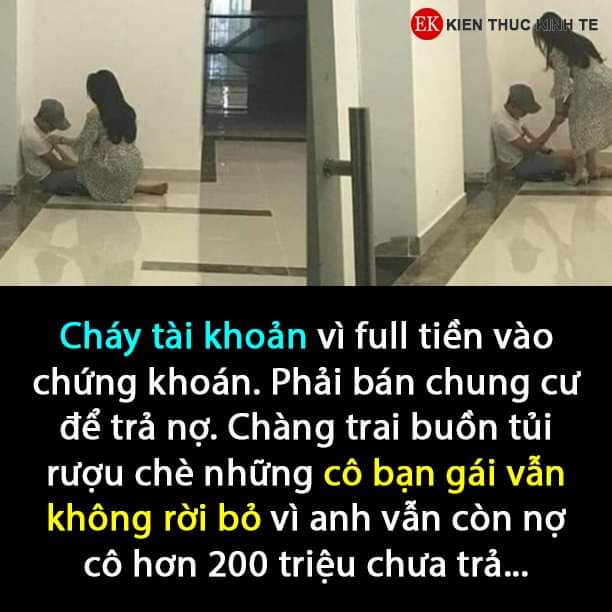 EK KIEN THUC KINH TE
Cháy tài khoản vì full tiền vào
chứng khoán. Phải bán chung cư
để trả nợ. Chàng trai buồn tủi
rượu chè những cô bạn gái vẫn
không rời bỏ vì anh vẫn còn nợ
cô hơn 200 triệu chưa trả...